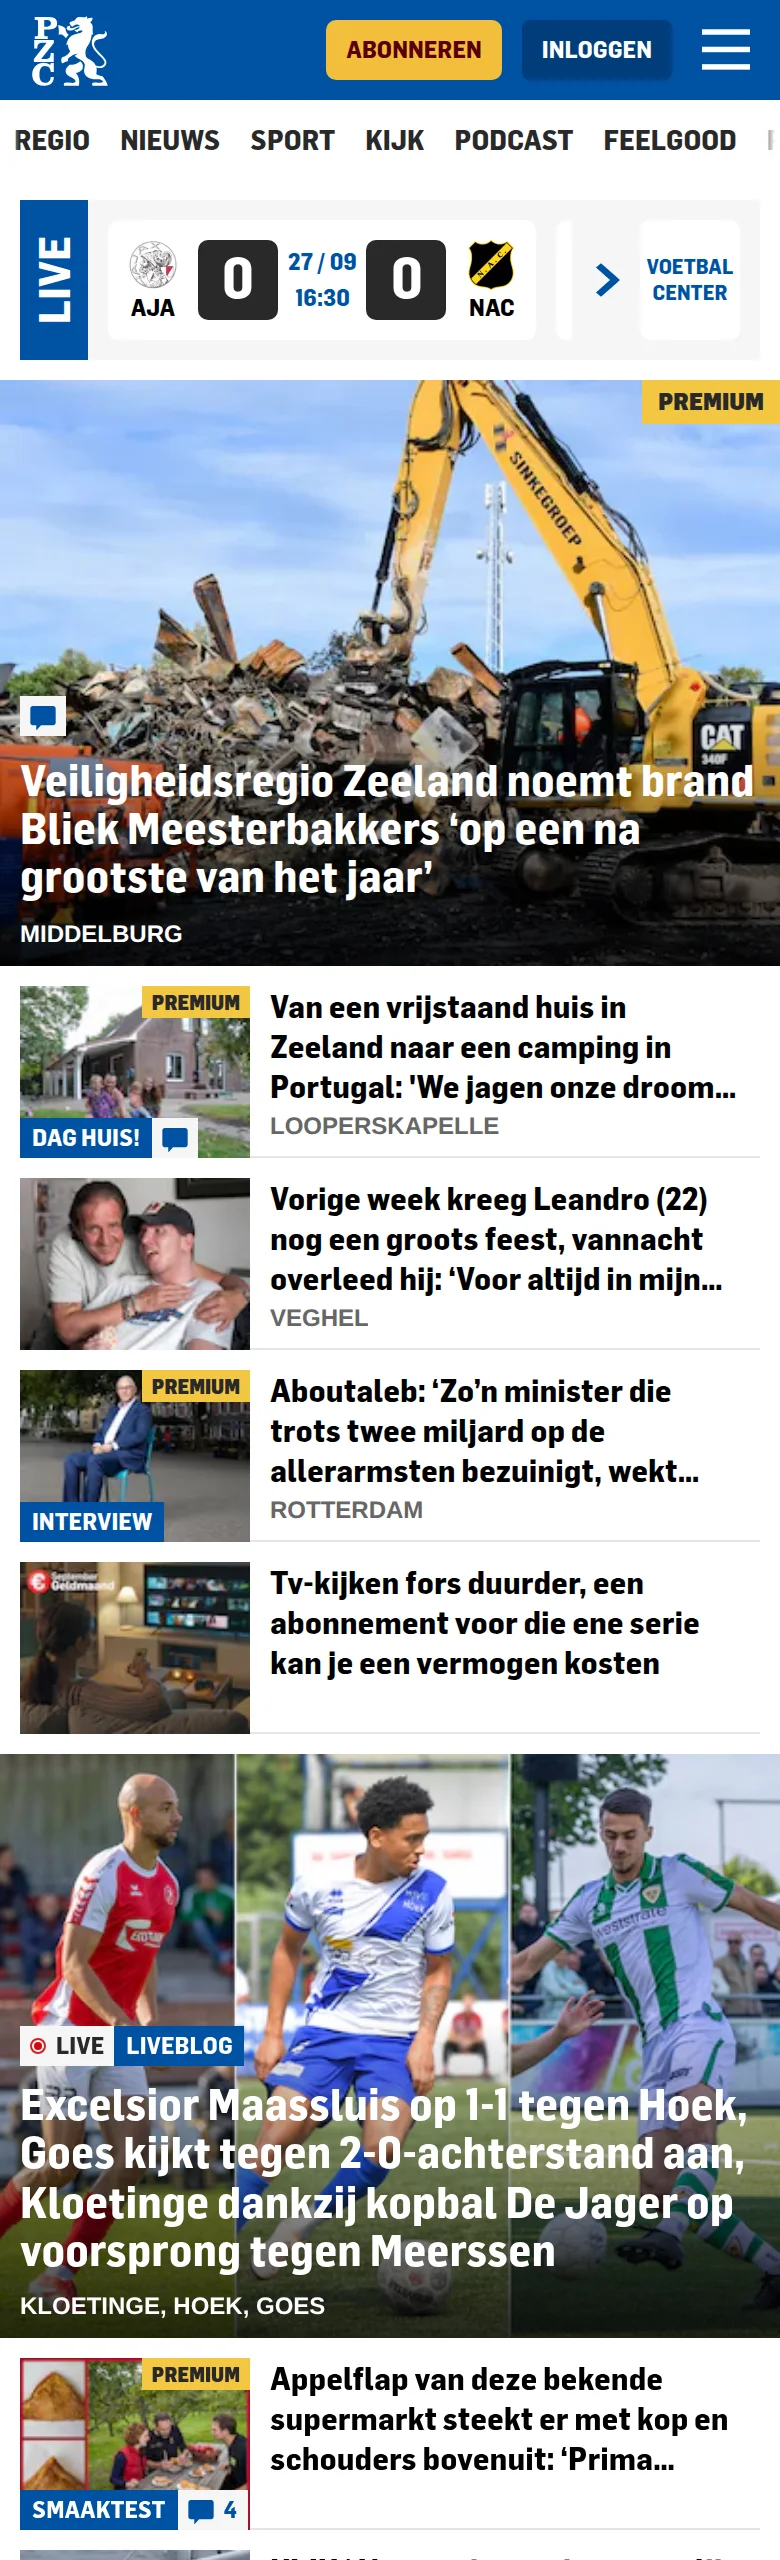 PZC
ABONNEREN
INLOGGEN
REGIO NIEUWS SPORT KIJK PODCAST FEELGOOD
LIVE
AJA
0
27 / 09
16:30
0
NAC
VOETBAL
CENTER
PREMIUM
SINKEGROEP
CAT
340F
Veiligheidsregio Zeeland noemt brand
Bliek Meesterbakkers ‘op een na
grootste van het jaar’
MIDDELBURG
PREMIUM
DAG HUIS!
Van een vrijstaand huis in
Zeeland naar een camping in
Portugal: 'We jagen onze droom...
LOOPERSKAPELLE
Vorige week kreeg Leandro (22)
nog een groots feest, vannacht
overleed hij: ‘Voor altijd in mijn...
VEGHEL
PREMIUM
INTERVIEW
Aboutaleb: ‘Zo’n minister die
trots twee miljard op de
allerarmsten bezuinigt, wekt...
ROTTERDAM
September
Geldmaand
Tv-kijken fors duurder, een
abonnement voor die ene serie
kan je een vermogen kosten
LIVE LIVEBLOG
Excelsior Maassluis op 1-1 tegen Hoek,
Goes kijkt tegen 2-0-achterstand aan,
Kloetinge dankzij kopbal De Jager op
voorsprong tegen Meerssen
KLOETINGE, HOEK, GOES
PREMIUM
SMAAKTEST 4
Appelflap van deze bekende
supermarkt steekt er met kop en
schouders bovenuit: ‘Prima...